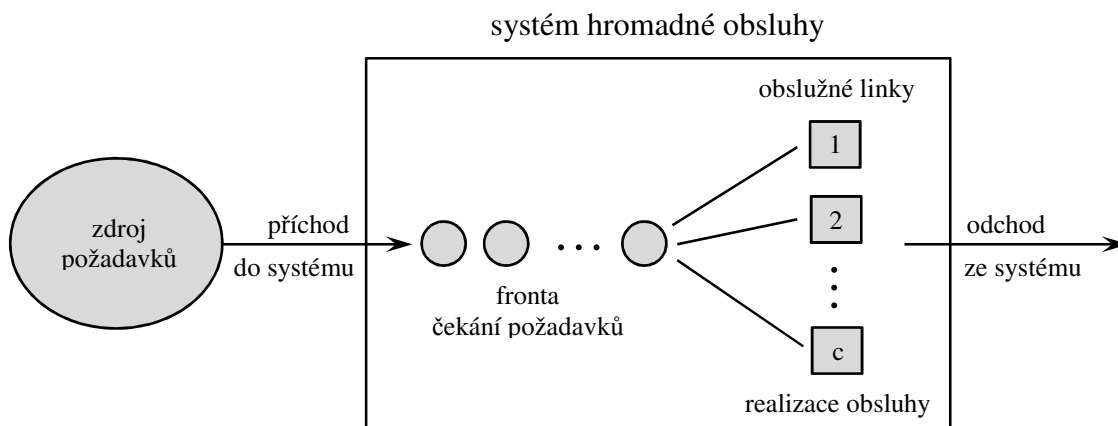 systém hromadné obsluhy
obslužné linky
1
zdroj
požadavků
příchod
do systému
2
odchod
ze systému
fronta
čekání požadavků
c
realizace obsluhy